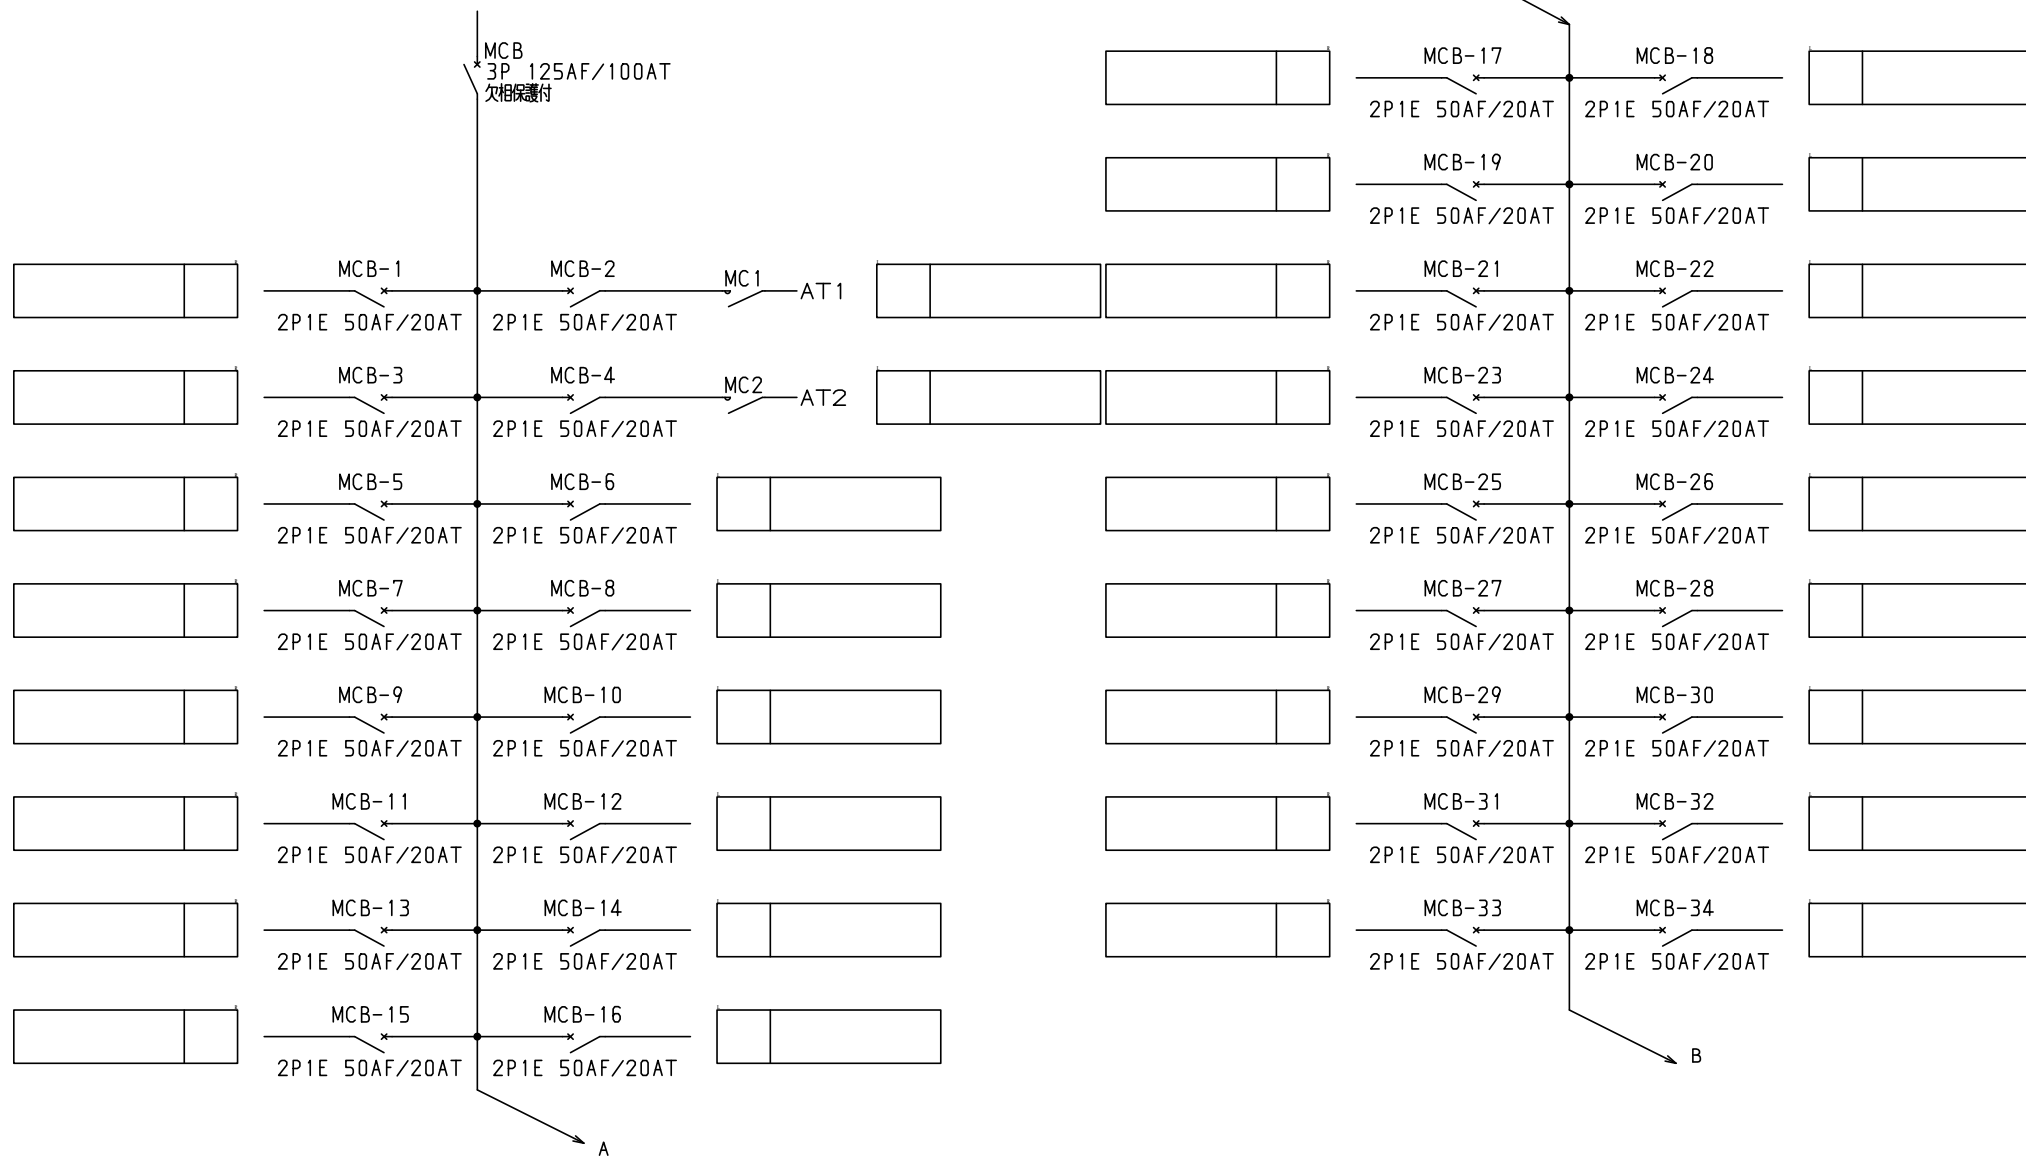 MCB
3P 125AF/100AT
欠相保護付
MCB-1 MCB-2 MC1 AT1
2P1E 50AF/20AT 2P1E 50AF/20AT
MCB-3 MCB-4 MC2 AT2
2P1E 50AF/20AT 2P1E 50AF/20AT
MCB-5 MCB-6
2P1E 50AF/20AT 2P1E 50AF/20AT
MCB-7 MCB-8
2P1E 50AF/20AT 2P1E 50AF/20AT
MCB-9 MCB-10
2P1E 50AF/20AT 2P1E 50AF/20AT
MCB-11 MCB-12
2P1E 50AF/20AT 2P1E 50AF/20AT
MCB-13 MCB-14
2P1E 50AF/20AT 2P1E 50AF/20AT
MCB-15 MCB-16
2P1E 50AF/20AT 2P1E 50AF/20AT
A
MCB-17 MCB-18
2P1E 50AF/20AT 2P1E 50AF/20AT
MCB-19 MCB-20
2P1E 50AF/20AT 2P1E 50AF/20AT
MCB-21 MCB-22
2P1E 50AF/20AT 2P1E 50AF/20AT
MCB-23 MCB-24
2P1E 50AF/20AT 2P1E 50AF/20AT
MCB-25 MCB-26
2P1E 50AF/20AT 2P1E 50AF/20AT
MCB-27 MCB-28
2P1E 50AF/20AT 2P1E 50AF/20AT
MCB-29 MCB-30
2P1E 50AF/20AT 2P1E 50AF/20AT
MCB-31 MCB-32
2P1E 50AF/20AT 2P1E 50AF/20AT
MCB-33 MCB-34
2P1E 50AF/20AT 2P1E 50AF/20AT
B